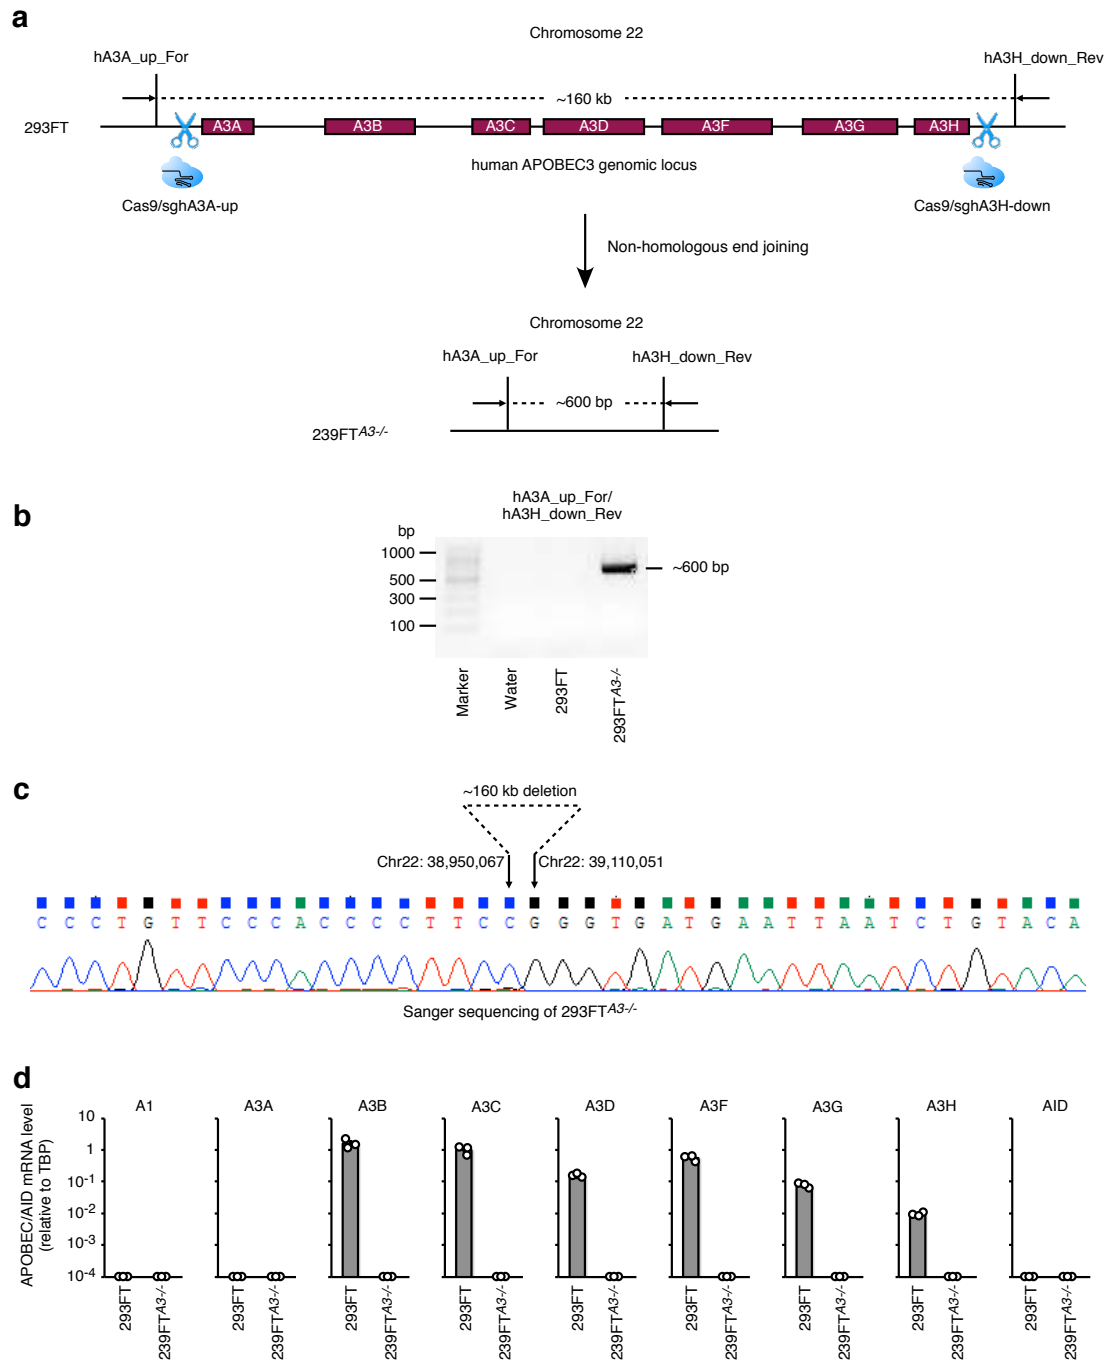 a
Chromosome 22
hA3A_up_For
hA3H_down_Rev
~160 kb
293FT
A3A
A3B
A3C
A3D
A3F
A3G
A3H
human APOBEC3 genomic locus
Cas9/sghA3A-up
Cas9/sghA3H-down
Non-homologous end joining
Chromosome 22
hA3A_up_For
hA3H_down_Rev
~600 bp
239FTA3-/-
b
hA3A_up_For/
hA3H_down_Rev
bp
1000
500
300
100
~600 bp
Marker
Water
293FT
293FTA3-/-
c
~160 kb deletion
Chr22: 38,950,067
Chr22: 39,110,051
C C C T G T T C C C A C C C C T T C C G G G T G A T G A A T T A A T C T G T A C A
Sanger sequencing of 293FTA3-/-
d
A1
A3A
A3B
A3C
A3D
A3F
A3G
A3H
AID
APOBEC/AID mRNA level
(relative to TBP)
10
1
10-1
10-2
10-3
10-4
293FT
239FTA3-/-
293FT
239FTA3-/-
293FT
239FTA3-/-
293FT
239FTA3-/-
293FT
239FTA3-/-
293FT
239FTA3-/-
293FT
239FTA3-/-
293FT
239FTA3-/-
293FT
239FTA3-/-